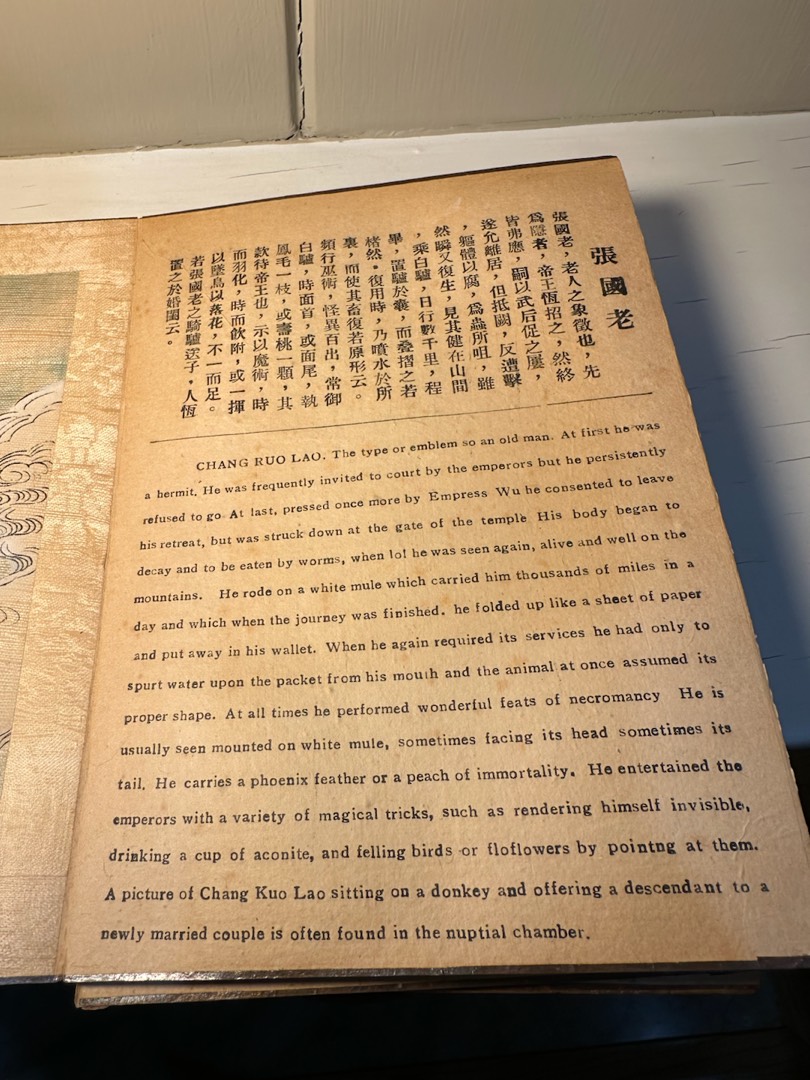 張國老
張國老，老人之象徵也，先
爲隱者，帝王恆招之，然終
皆弗應，嗣以武后促之屢，
遂允離居，但抵闕，反遭擊
，軀體以腐，爲蟲所咀，雖
然瞬又復生，見其健在山間
，乘白驢，日行數千里，程
畢，置驢於囊，而叠摺之若
楮然。復用時，乃噴水於所
裹，而使其畜復若原形云。
頻行巫術，怪異百出，常御
白驢，時面首，或面尾，執
鳳毛一枝，或壽桃一顆，其
款待帝王也，示以魔術，時
而羽化，時而飲附，或一揮
以墜鳥以落花，不一而足。
若張國老之騎驢送子，人恆
置之於婚闈云。
CHANG RUO LAO. The type or emblem so an old man. At first he was
a hermit. He was frequently invited to court by the emperors but he persistently
refused to go At last, pressed once more by Empress Wu he consented to leave
his retreat, but was struck down at the gate of the temple His body began to
decay and to be eaten by worms, when lo! he was seen again, alive and well on the
mountains. He rode on a white mule which carried him thousands of miles in a
day and which when the journey was finished. he folded up like a sheet of paper
and put away in his wallet. When he again required its services he had only to
spurt water upon the packet from his mouth and the animal at once assumed its
proper shape. At all times he performed wonderful feats of necromancy He is
usually seen mounted on white mule, sometimes facing its head sometimes its
tail. He carries a phoenix feather or a peach of immortality. He entertained the
emperors with a variety of magical tricks, such as rendering himself invisible,
drinking a cup of aconite, and felling birds or floflowers by pointng at them.
A picture of Chang Kuo Lao sitting on a donkey and offering a descendant to a
newly married couple is often found in the nuptial chamber.